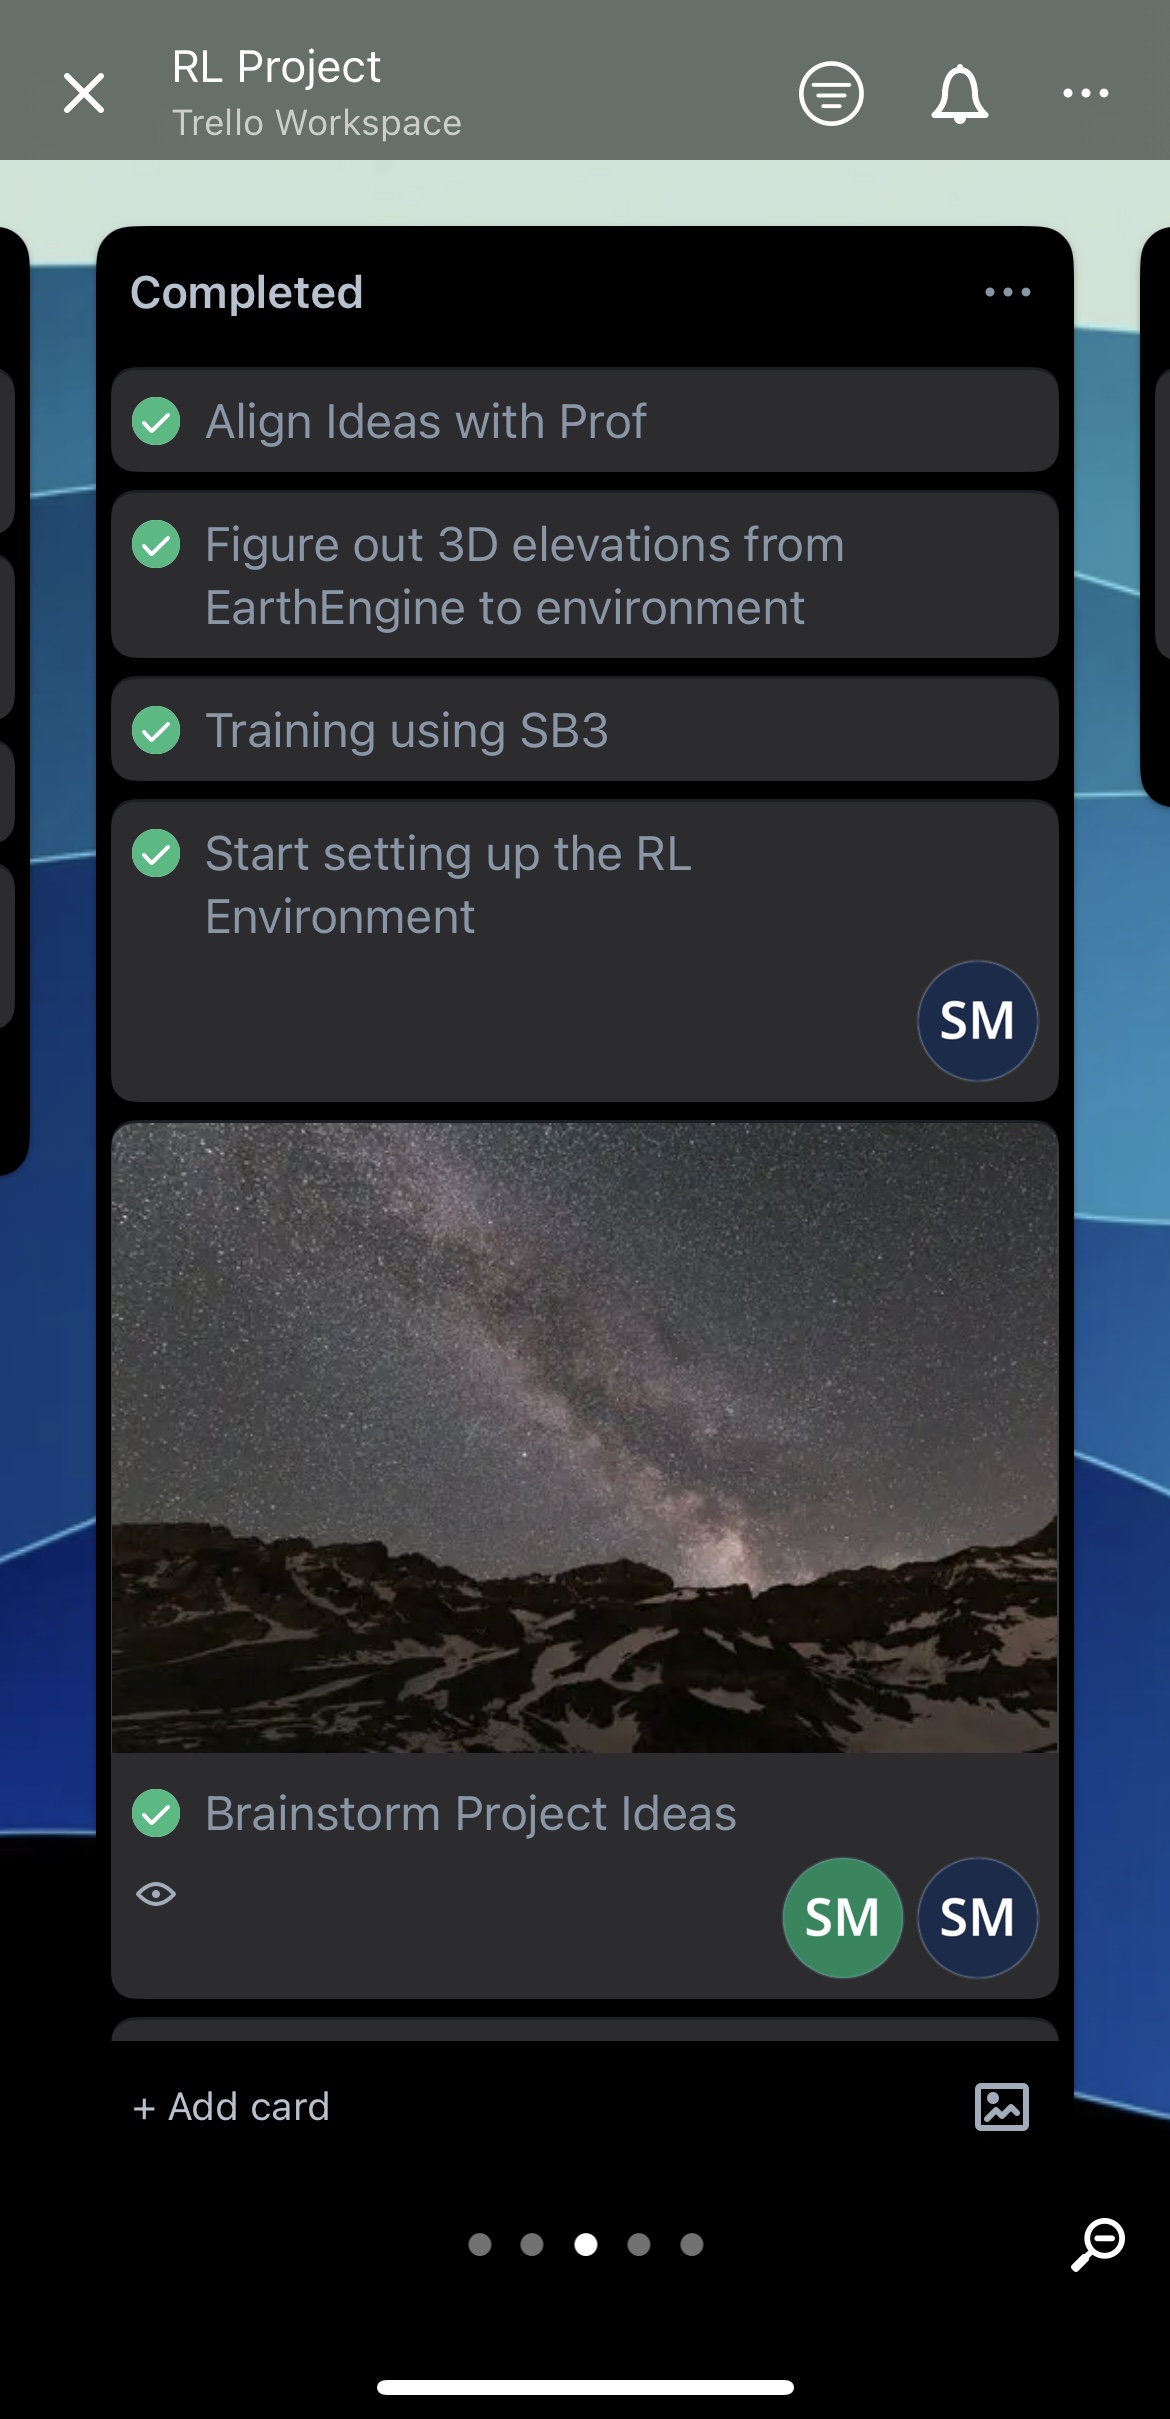 RL Project
Trello Workspace
Completed
Align Ideas with Prof
Figure out 3D elevations from
EarthEngine to environment
Training using SB3
Start setting up the RL
Environment
SM
Brainstorm Project Ideas
SM SM
+ Add card